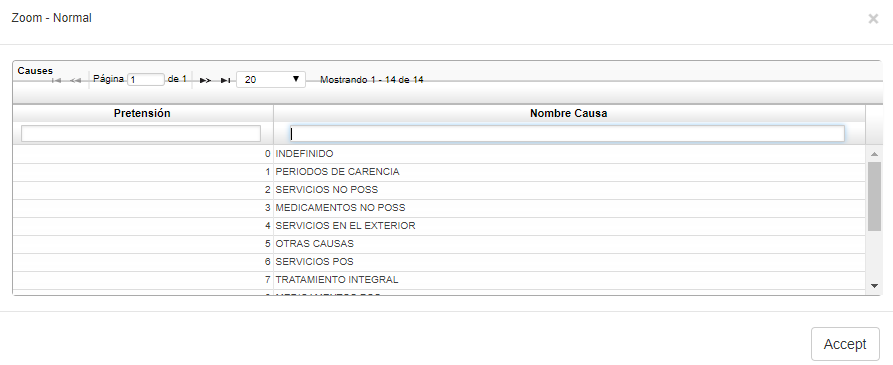 Zoom - Normal ×
Causes
Página 1 de 1 20 Mostrando 1 - 14 de 14
Pretensión Nombre Causa
0 INDEFINIDO
1 PERIODOS DE CARENCIA
2 SERVICIOS NO POSS
3 MEDICAMENTOS NO POSS
4 SERVICIOS EN EL EXTERIOR
5 OTRAS CAUSAS
6 SERVICIOS POS
7 TRATAMIENTO INTEGRAL
Accept